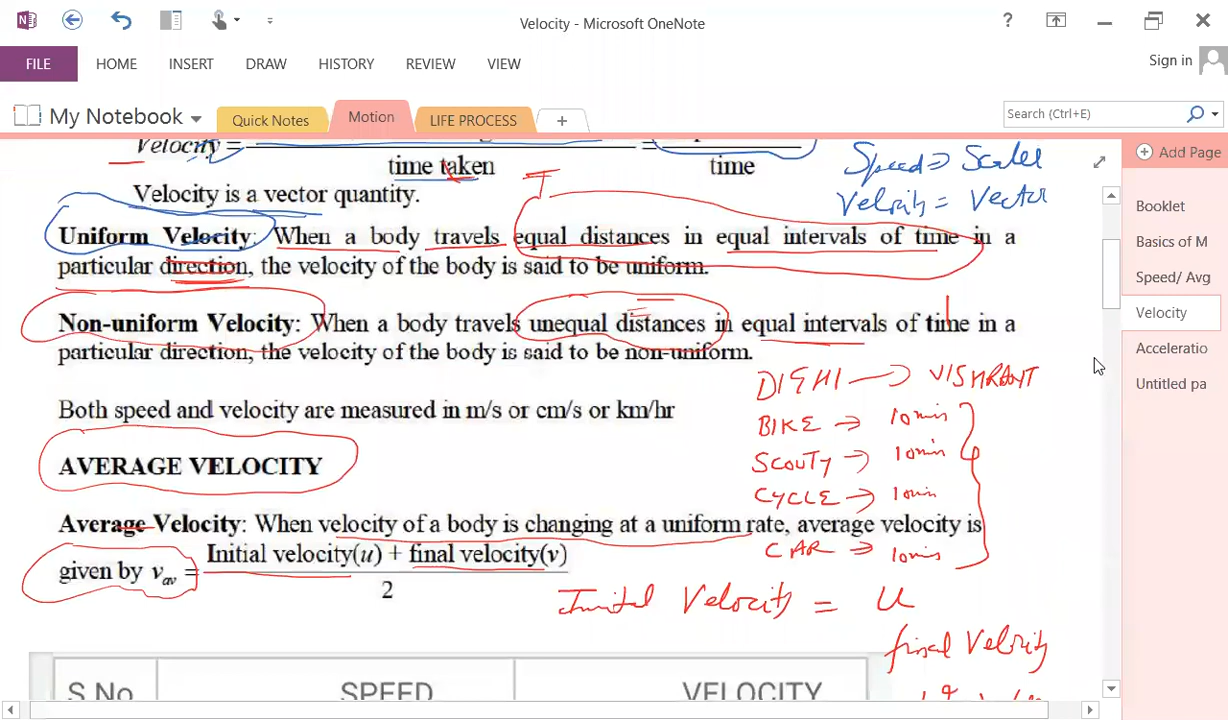 Velocity - Microsoft OneNote
?
FILE HOME INSERT DRAW HISTORY REVIEW VIEW
Sign in
My Notebook
Quick Notes
Motion
LIFE PROCESS
+
Search (Ctrl+E)
Add Page
Booklet
Basics of M
Speed/ Avg
Velocity
Acceleratio
Untitled pa
Velocity = =
time taken time
Velocity is a vector quantity.
Speed => Scaler
Velocity = Vector
Uniform Velocity: When a body travels equal distances in equal intervals of time in a
particular direction, the velocity of the body is said to be uniform.
Non-uniform Velocity: When a body travels unequal distances in equal intervals of time in a
particular direction, the velocity of the body is said to be non-uniform.
DIGHI -> VISHRANT
BIKE -> 10 min
SCOUTY -> 10 min
CYCLE -> 10 min
CAR -> 10 min
Both speed and velocity are measured in m/s or cm/s or km/hr
AVERAGE VELOCITY
Average Velocity: When velocity of a body is changing at a uniform rate, average velocity is
given by vav = Initial velocity(u) + final velocity(v)
2
Initial Velocity = u
final Velocity
S.No SPEED VELOCITY